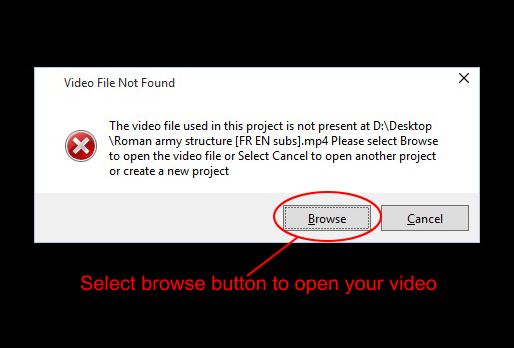 Video File Not Found
The video file used in this project is not present at D:\Desktop
\Roman army structure [FR EN subs].mp4 Please select Browse
to open the video file or Select Cancel to open another project
or create a new project
Browse Cancel
Select browse button to open your video